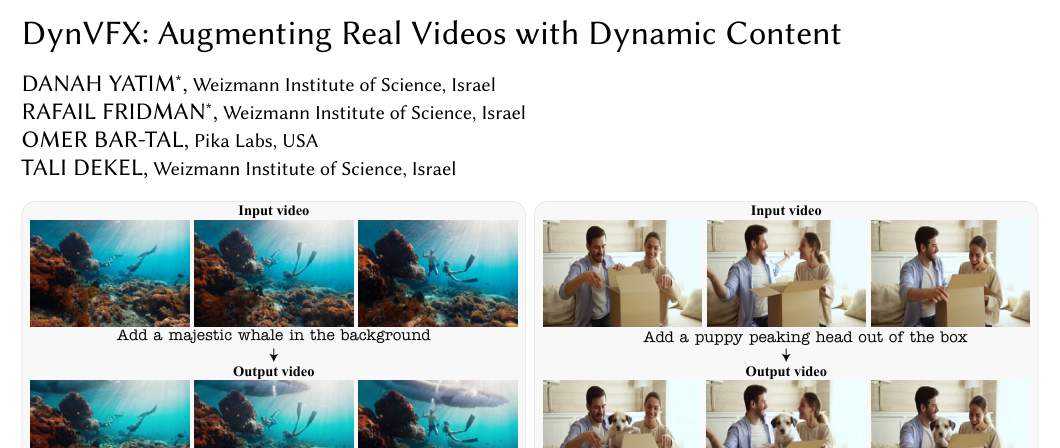 DynVFX: Augmenting Real Videos with Dynamic Content
DANAH YATIM*, Weizmann Institute of Science, Israel
RAFAIL FRIDMAN*, Weizmann Institute of Science, Israel
OMER BAR-TAL, Pika Labs, USA
TALI DEKEL, Weizmann Institute of Science, Israel
Input video
Add a majestic whale in the background
Output video
Input video
Add a puppy peaking head out of the box
Output video